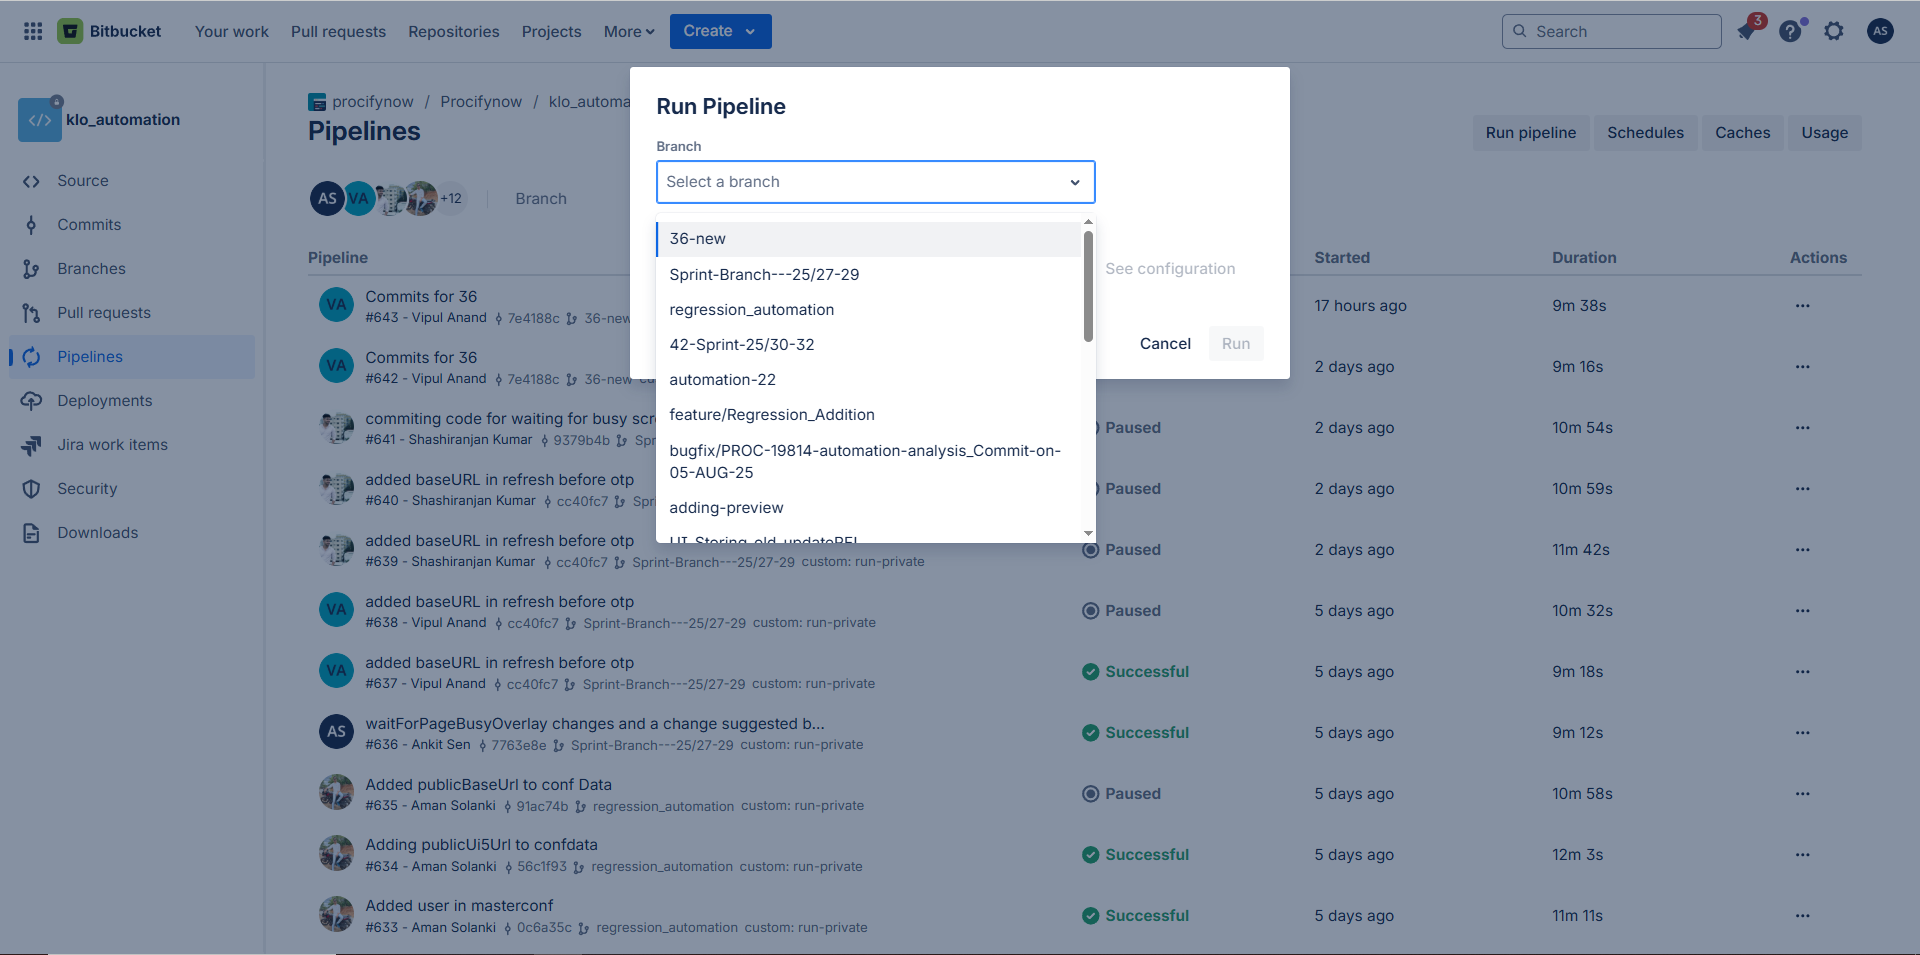 Bitbucket
Your work
Pull requests
Repositories
Projects
More
Create
Search
3
AS
klo_automation
Source
Commits
Branches
Pull requests
Pipelines
Deployments
Jira work items
Security
Downloads
procifynow / Procifynow / klo_automa
Pipelines
Run pipeline
Schedules
Caches
Usage
AS
VA
+12
Branch
Run Pipeline
Branch
Select a branch
36-new
Sprint-Branch---25/27-29
regression_automation
42-Sprint-25/30-32
automation-22
feature/Regression_Addition
bugfix/PROC-19814-automation-analysis_Commit-on-
05-AUG-25
adding-preview
UI_Storing_old_updateREL
See configuration
Cancel
Run
Pipeline
Started
Duration
Actions
VA
Commits for 36
#643 - Vipul Anand 7e4188c 36-new
17 hours ago
9m 38s
VA
Commits for 36
#642 - Vipul Anand 7e4188c 36-new cu
2 days ago
9m 16s
commiting code for waiting for busy scr
#641 - Shashiranjan Kumar 9379b4b Spr
Paused
2 days ago
10m 54s
added baseURL in refresh before otp
#640 - Shashiranjan Kumar cc40fc7 Spr
Paused
2 days ago
10m 59s
added baseURL in refresh before otp
#639 - Shashiranjan Kumar cc40fc7 Sprint-Branch---25/27-29 custom: run-private
Paused
2 days ago
11m 42s
VA
added baseURL in refresh before otp
#638 - Vipul Anand cc40fc7 Sprint-Branch---25/27-29 custom: run-private
Paused
5 days ago
10m 32s
VA
added baseURL in refresh before otp
#637 - Vipul Anand cc40fc7 Sprint-Branch---25/27-29 custom: run-private
Successful
5 days ago
9m 18s
AS
waitForPageBusyOverlay changes and a change suggested b...
#636 - Ankit Sen 7763e8e Sprint-Branch---25/27-29 custom: run-private
Successful
5 days ago
9m 12s
Added publicBaseUrl to conf Data
#635 - Aman Solanki 91ac74b regression_automation custom: run-private
Paused
5 days ago
10m 58s
Adding publicUi5Url to confdata
#634 - Aman Solanki 56c1f93 regression_automation custom: run-private
Successful
5 days ago
12m 3s
Added user in masterconf
#633 - Aman Solanki 0c6a35c regression_automation custom: run-private
Successful
5 days ago
11m 11s